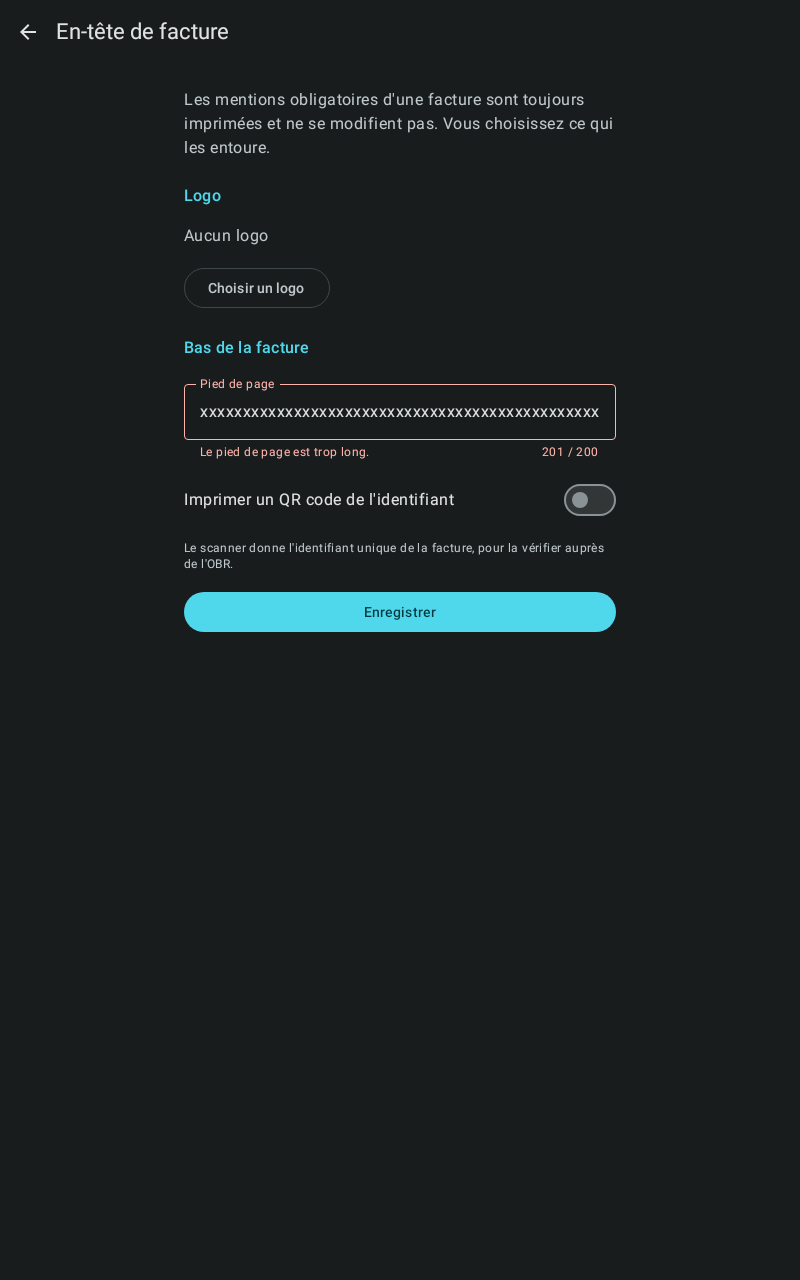 En-tête de facture
Les mentions obligatoires d'une facture sont toujours
imprimées et ne se modifient pas. Vous choisissez ce qui
les entoure.
Logo
Aucun logo
Choisir un logo
Bas de la facture
Pied de page
xxxxxxxxxxxxxxxxxxxxxxxxxxxxxxxxxxxxxxxxxxxxxxx
Le pied de page est trop long.
201 / 200
Imprimer un QR code de l'identifiant
Le scanner donne l'identifiant unique de la facture, pour la vérifier auprès
de l'OBR.
Enregistrer